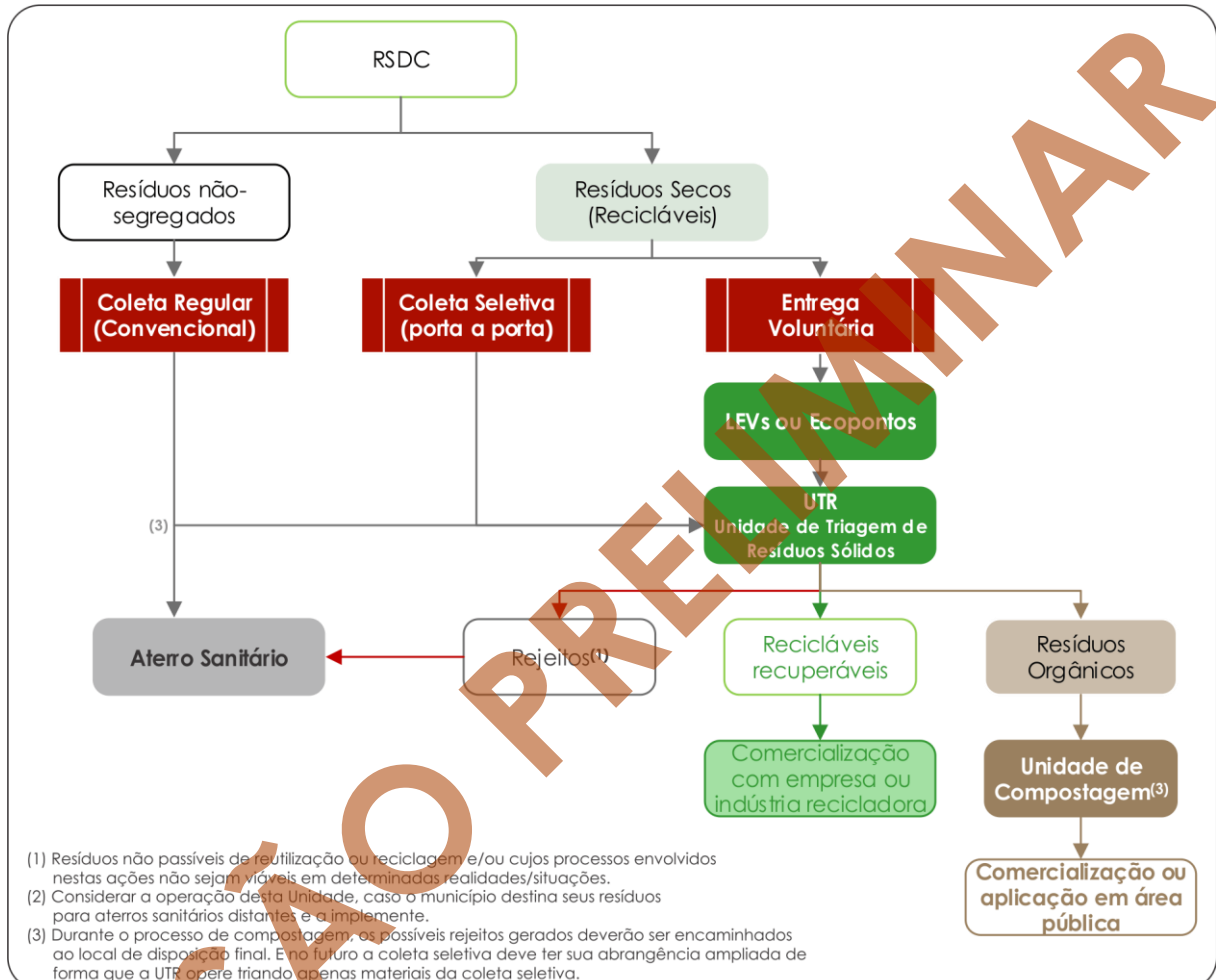 RSDC
Resíduos não-
segregados
Resíduos Secos
(Recicláveis)
Coleta Regular
(Convencional)
Coleta Seletiva
(porta a porta)
Entrega
Voluntária
LEVs ou Ecopontos
UTR
Unidade de Triagem de
Resíduos Sólidos
(3)
Aterro Sanitário
Rejeitos(1)
Recicláveis
recuperáveis
Resíduos
Orgânicos
Comercialização
com empresa ou
indústria recicladora
Unidade de
Compostagem(3)
Comercialização ou
aplicação em área
pública
(1) Resíduos não passíveis de reutilização ou reciclagem e/ou cujos processos envolvidos
nestas ações não sejam viáveis em determinadas realidades/situações.
(2) Considerar a operação desta Unidade, caso o município destina seus resíduos
para aterros sanitários distantes e a implemente.
(3) Durante o processo de compostagem, os possíveis rejeitos gerados deverão ser encaminhados
ao local de disposição final. E no futuro a coleta seletiva deve ter sua abrangência ampliada de
forma que a UTR opere triando apenas materiais da coleta seletiva.
SÃO PRELIMINAR